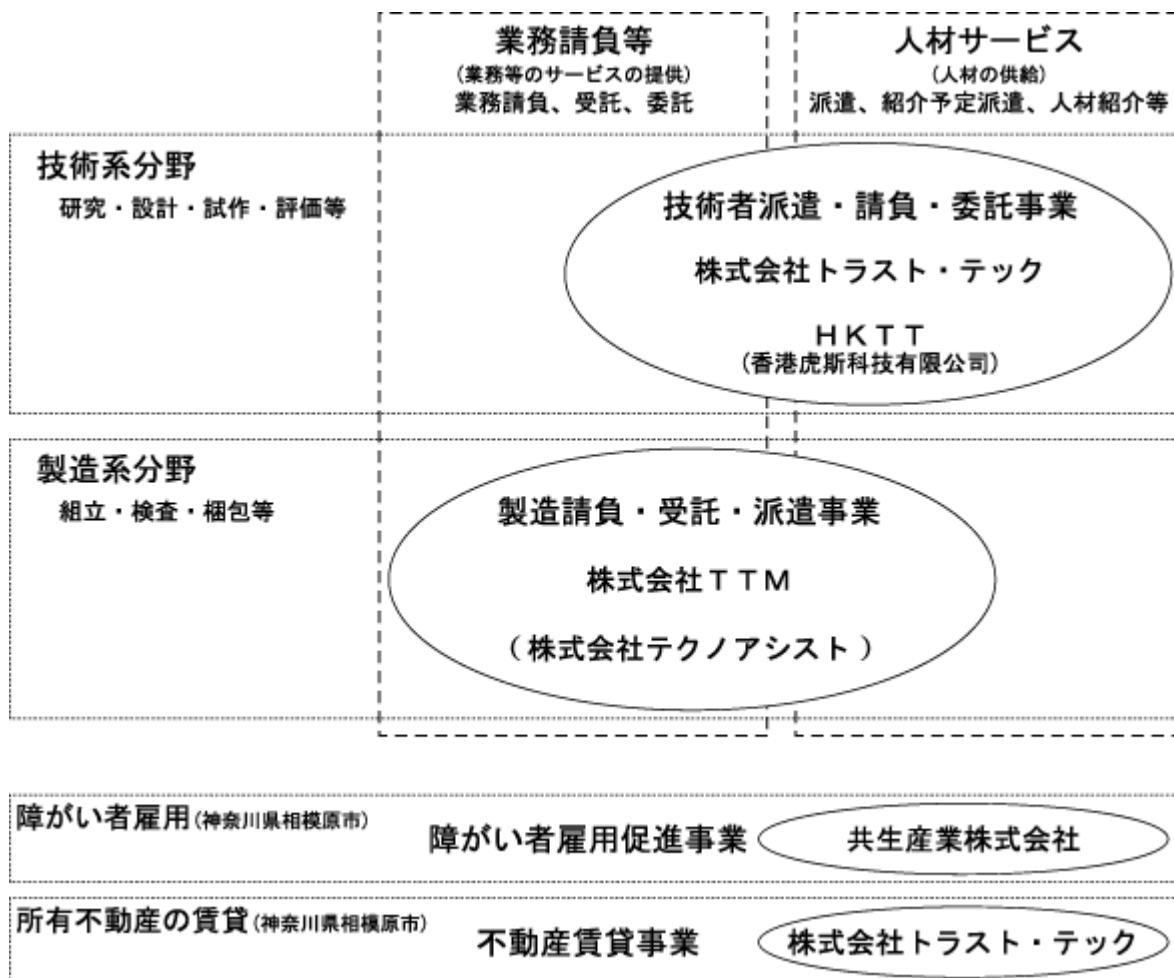 業務請負等
(業務等のサービスの提供)
業務請負、受託、委託
人材サービス
(人材の供給)
派遣、紹介予定派遣、人材紹介等
技術系分野
研究・設計・試作・評価等
技術者派遣・請負・委託事業
株式会社トラスト・テック
HKTT
(香港虎斯科技有限公司)
製造系分野
組立・検査・梱包等
製造請負・受託・派遣事業
株式会社TTM
(株式会社テクノアシスト)
障がい者雇用(神奈川県相模原市)
障がい者雇用促進事業
共生産業株式会社
所有不動産の賃貸(神奈川県相模原市)
不動産賃貸事業
株式会社トラスト・テック